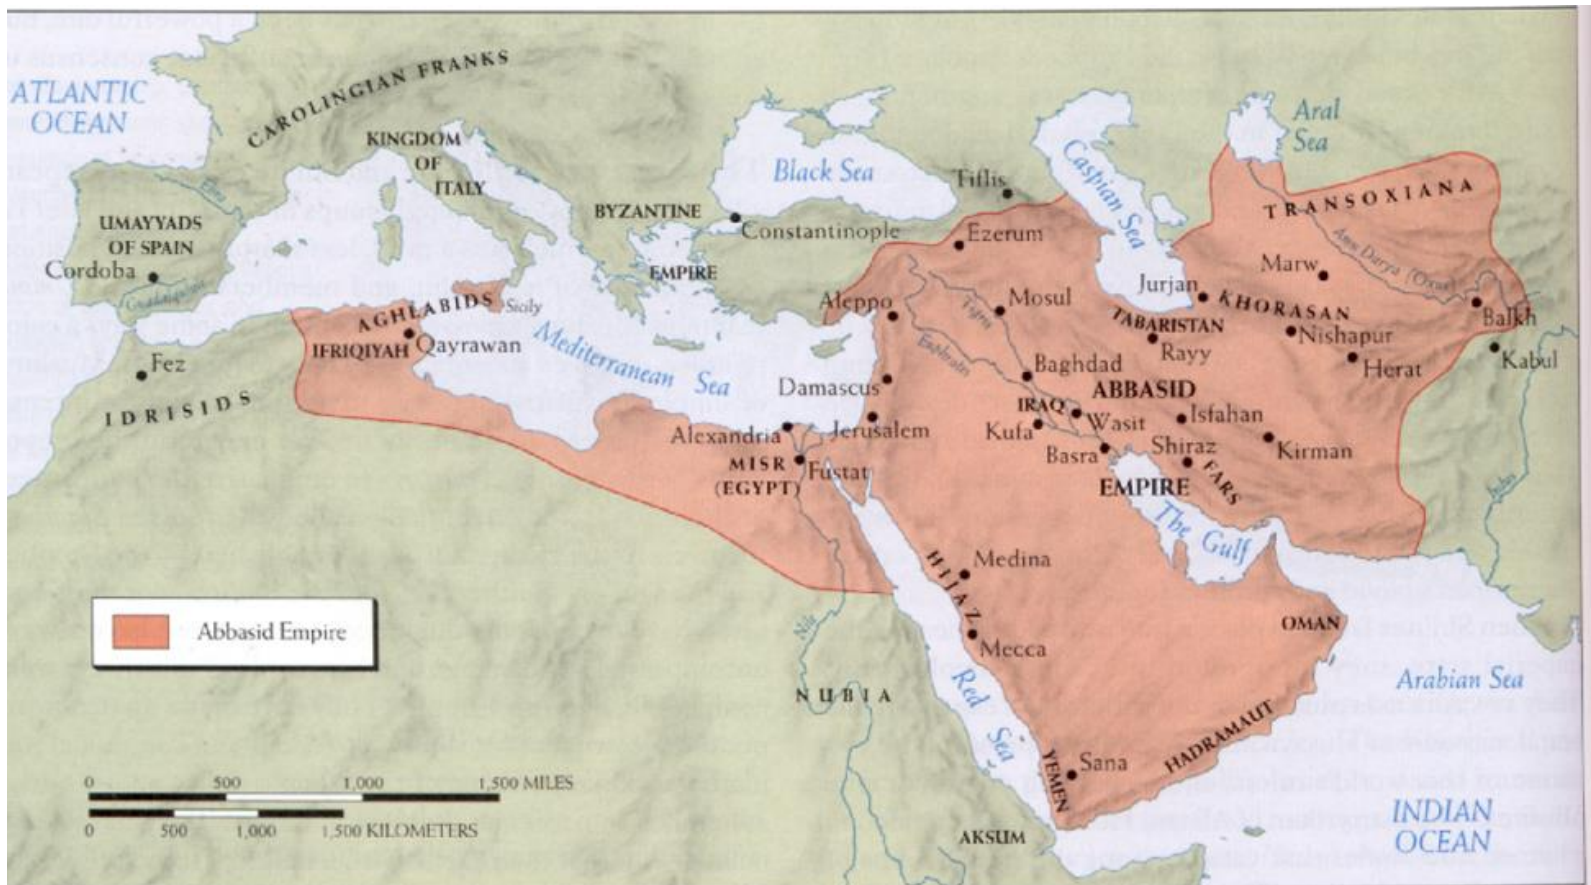 ATLANTIC
OCEAN
CAROLINGIAN FRANKS
KINGDOM
OF
ITALY
UMAYYADS
OF SPAIN
Cordoba
Ebro
Black Sea
Caspian Sea
Aral
Sea
Tiflis
BYZANTINE
EMPIRE
Constantinople
Ezerum
TRANSOXIANA
Amu Darya (Oxus)
Marw
Jurjan
KHORASAN
Balkh
Kabul
Nishapur
Herat
TABARISTAN
Rayy
Aleppo
Mosul
Tigris
Euphrates
AGHLABIDS
Sicily
IFRIQIYAH
Qayrawan
Mediterranean Sea
Fez
IDRISIDS
Damascus
Baghdad
ABBASID
EMPIRE
IRAQ
Wasit
Kufa
Basra
Isfahan
Shiraz
Kirman
FARS
Jerusalem
Alexandria
MISR
(EGYPT)
Fustat
The Gulf
Indus
Medina
HIJAZ
Mecca
OMAN
Nile
NUBIA
Red
Sea
Arabian Sea
HADRAMAUT
YEMEN
Sana
AKSUM
INDIAN
OCEAN
Abbasid Empire
0 500 1,000 1,500 MILES
0 500 1,000 1,500 KILOMETERS